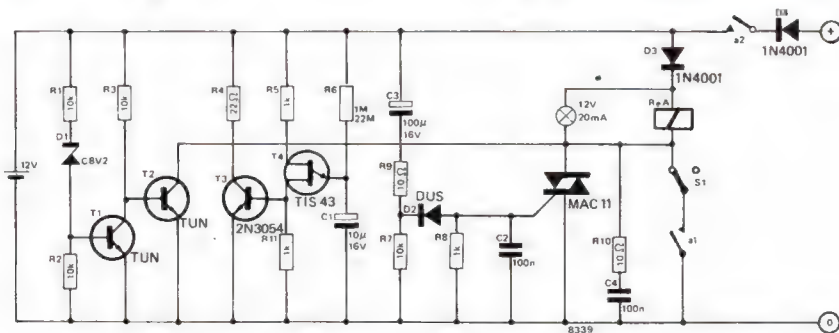 D4
1N4001
+
a2
D3
1N4001
R1
10k
R3
10k
R4
22Ω
R5
1k
R6
1M
22M
C3
100µ
16V
12V
20mA
ReA
D1
C8V2
T2
T3
T4
TIS 43
R9
10Ω
S1
12V
TUN
2N3054
C1
10µ
16V
D2
DUS
MAC 11
T1
TUN
R11
1k
R2
10k
R7
10k
R8
1k
C2
100n
R10
10Ω
a1
C4
100n
8339
0